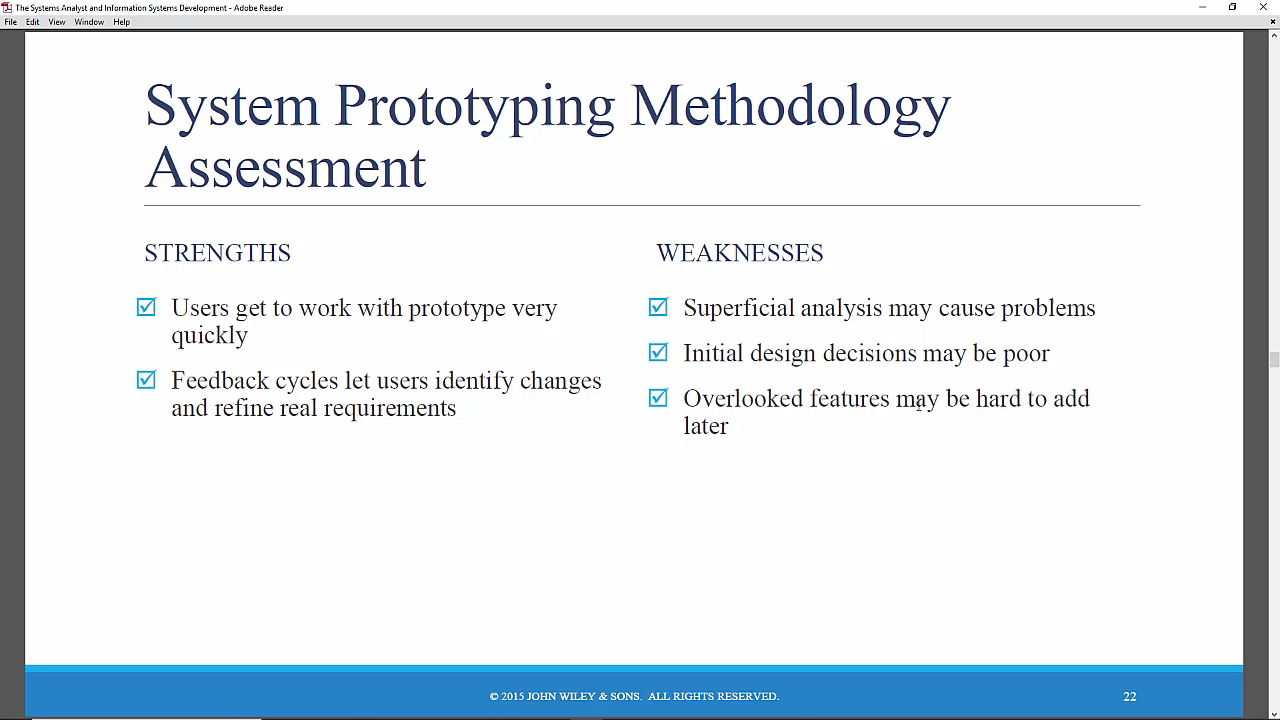 The Systems Analyst and Information Systems Development - Adobe Reader
File Edit View Window Help
System Prototyping Methodology
Assessment
STRENGTHS
Users get to work with prototype very
quickly
Feedback cycles let users identify changes
and refine real requirements
WEAKNESSES
Superficial analysis may cause problems
Initial design decisions may be poor
Overlooked features may be hard to add
later
© 2015 JOHN WILEY & SONS. ALL RIGHTS RESERVED.
22